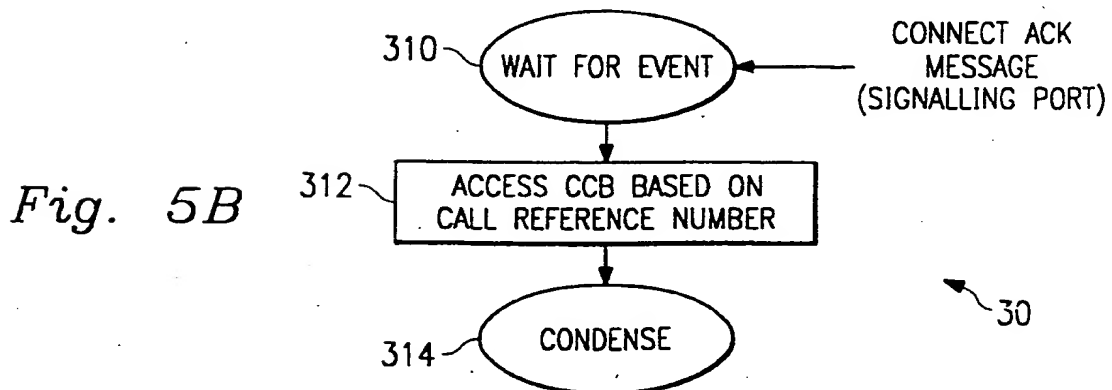 310
WAIT FOR EVENT
CONNECT ACK
MESSAGE
(SIGNALLING PORT)
Fig. 5B
312
ACCESS CCB BASED ON
CALL REFERENCE NUMBER
30
314
CONDENSE